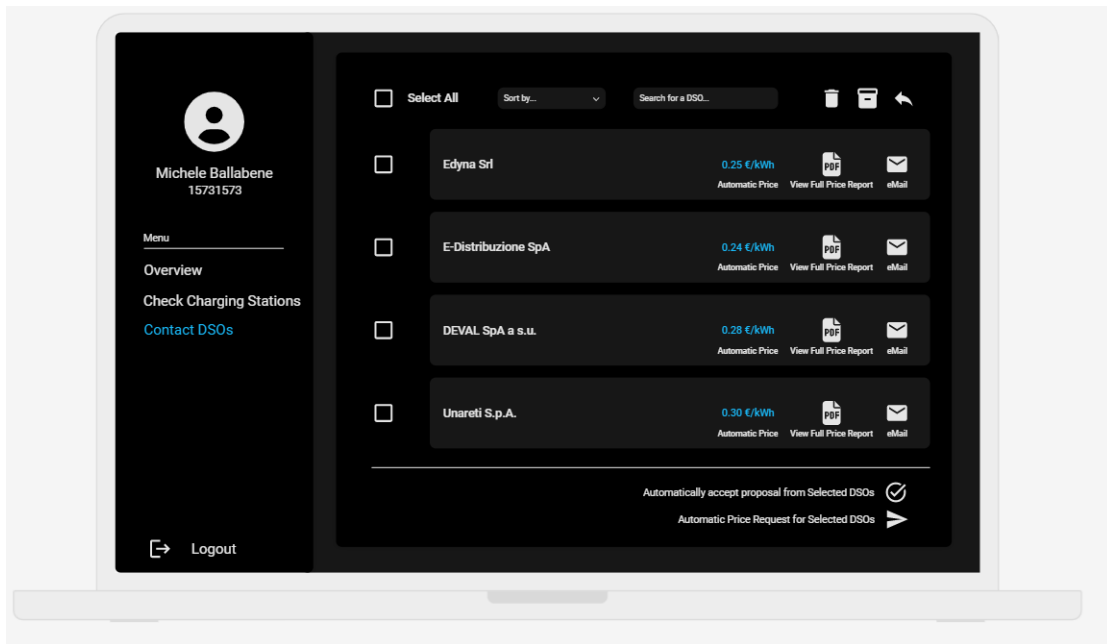 Michele Ballabene
15731573
Menu
Overview
Check Charging Stations
Contact DSOs
Logout
Select All
Sort by...
Search for a DSO...
Edyna Srl
0.25 €/kWh
Automatic Price
PDF
View Full Price Report
eMail
E-Distribuzione SpA
0.24 €/kWh
Automatic Price
PDF
View Full Price Report
eMail
DEVAL SpA a s.u.
0.28 €/kWh
Automatic Price
PDF
View Full Price Report
eMail
Unareti S.p.A.
0.30 €/kWh
Automatic Price
PDF
View Full Price Report
eMail
Automatically accept proposal from Selected DSOs
Automatic Price Request for Selected DSOs